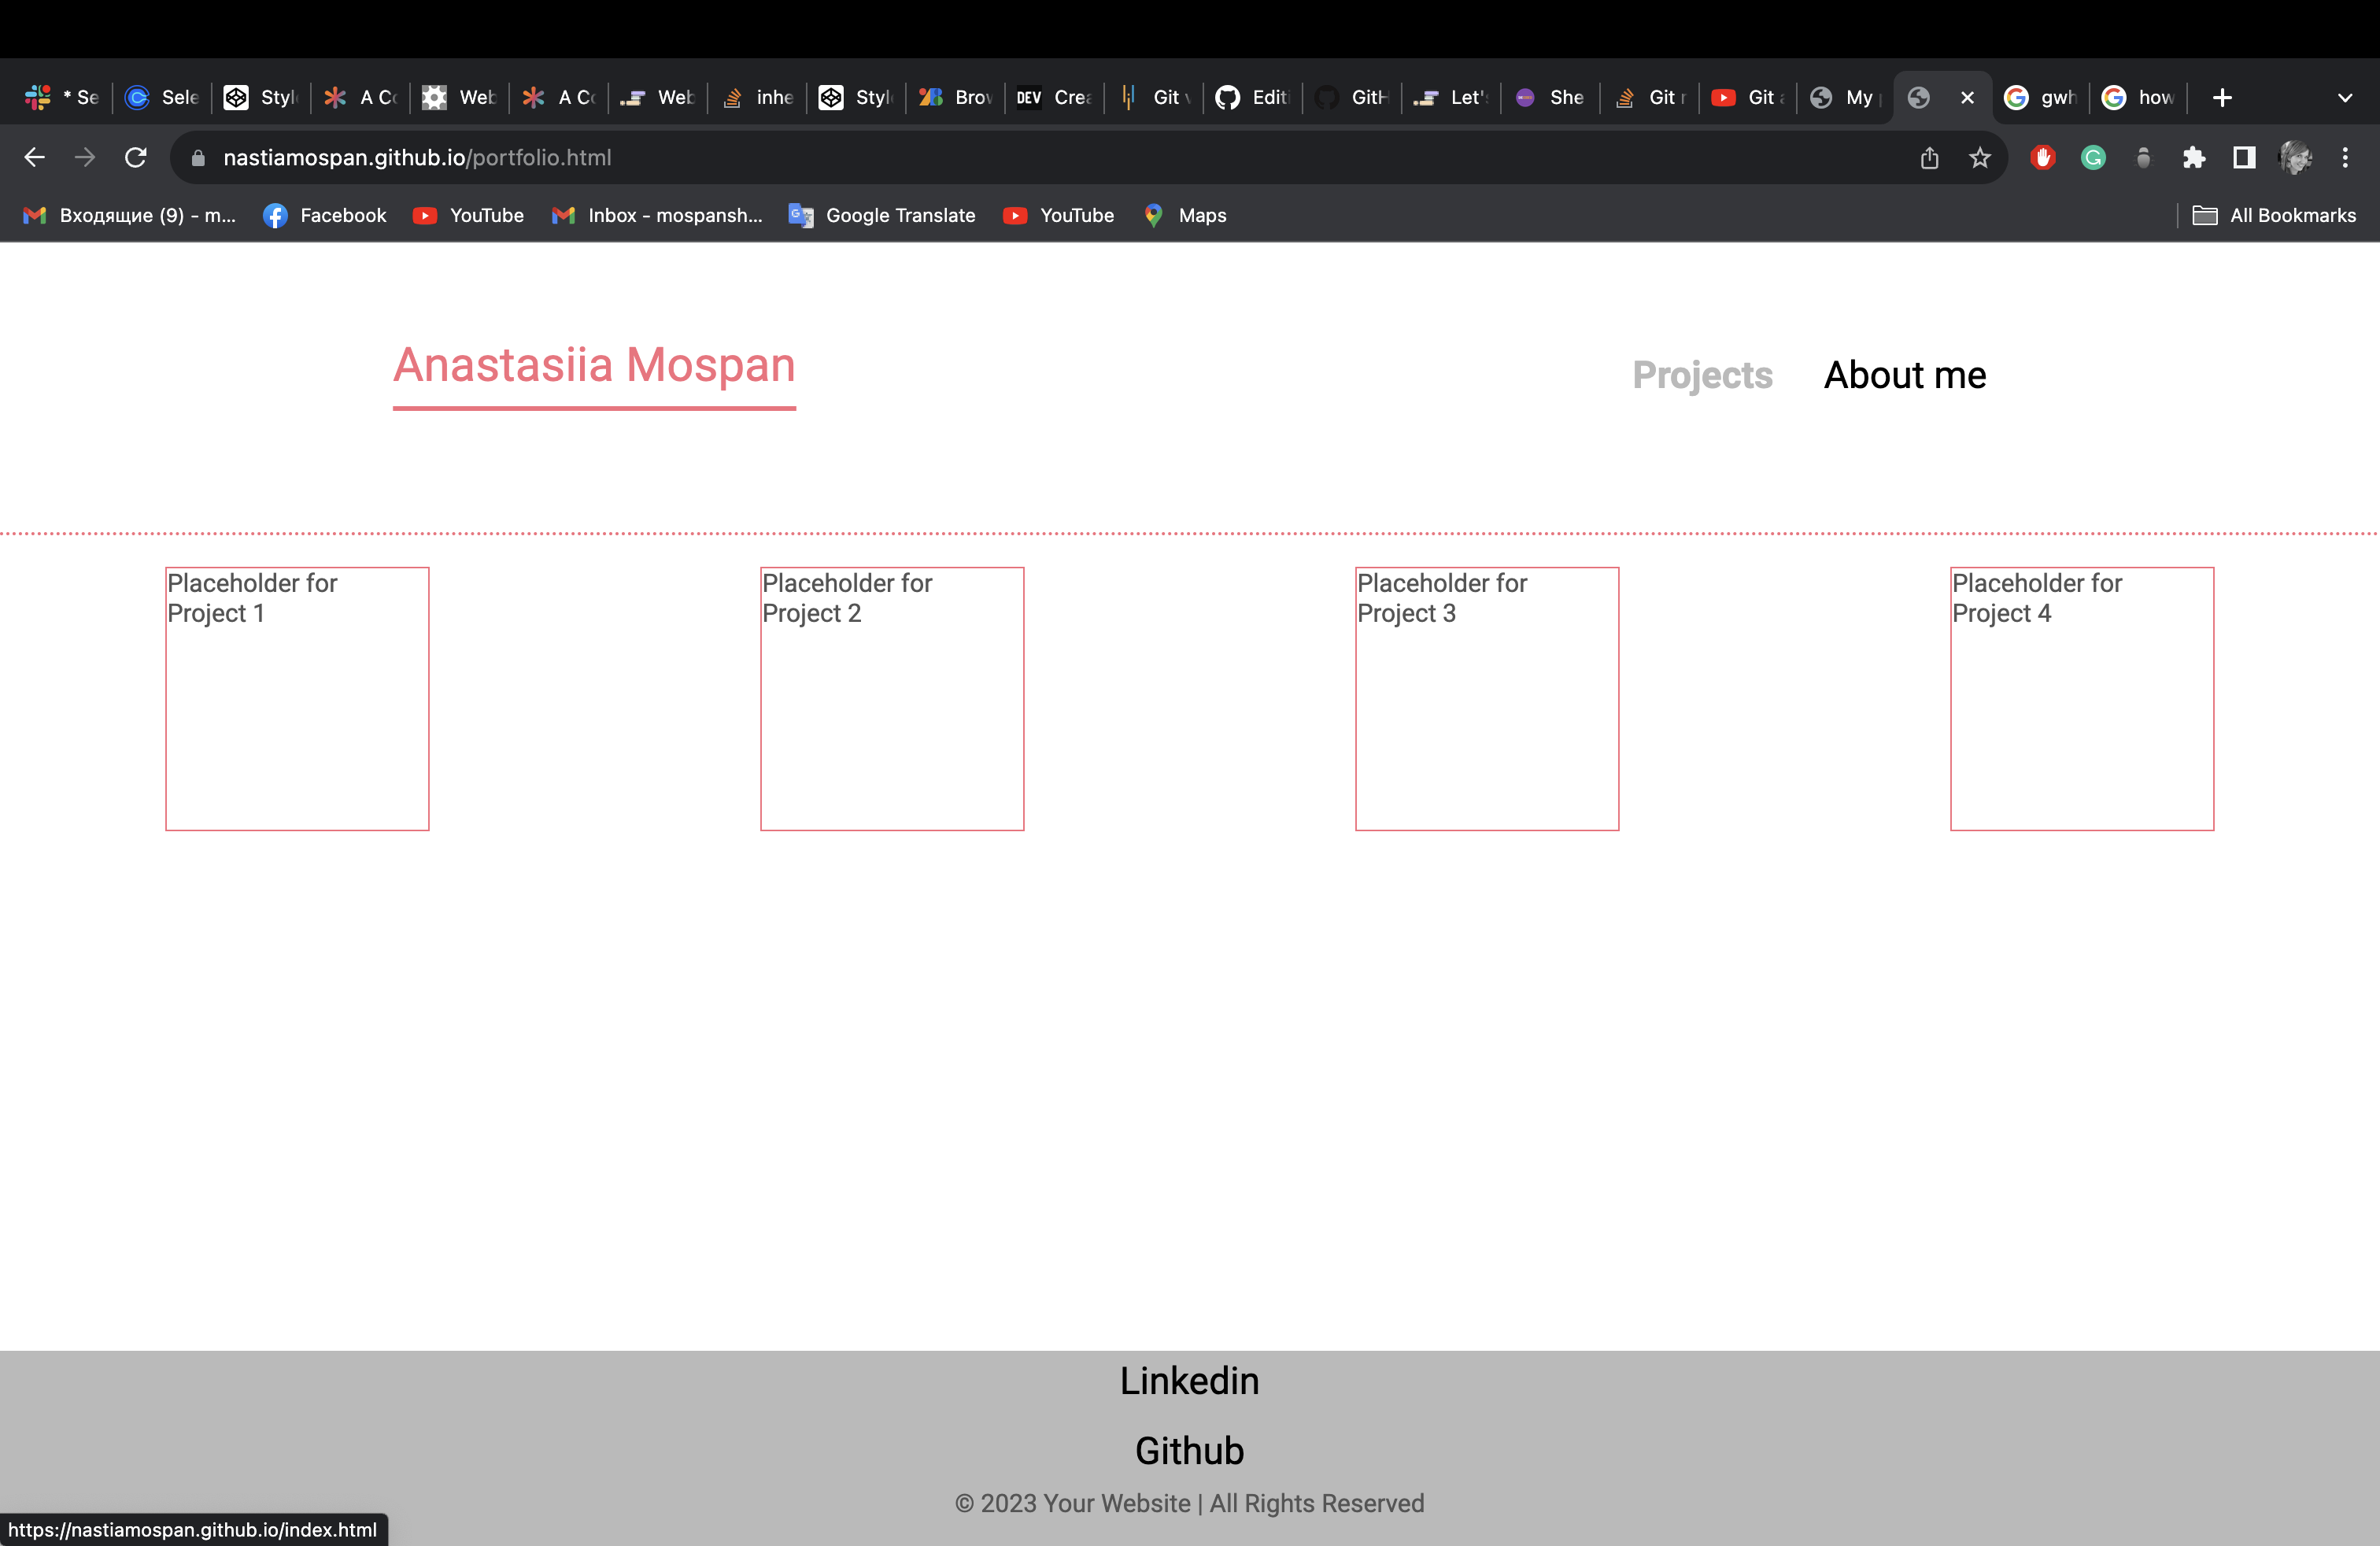 * Se
Sele
Styl
A Co
Web
A Co
Web
inhe
Styl
Brow
DEV
Crea
Git v
Editi
GitH
Let's
She
Git r
Git a
My p
gwh
how
nastiamospan.github.io/portfolio.html
Входящие (9) - m... Facebook YouTube Inbox - mospansh... Google Translate YouTube Maps All Bookmarks
Anastasiia Mospan
Projects About me
Placeholder for
Project 1
Placeholder for
Project 2
Placeholder for
Project 3
Placeholder for
Project 4
Linkedin
Github
© 2023 Your Website | All Rights Reserved
https://nastiamospan.github.io/index.html